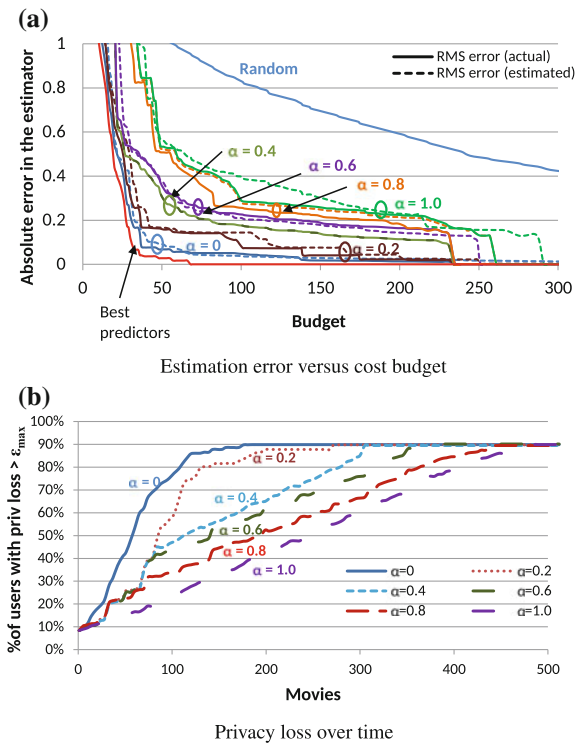 (a)
1
0.8
0.6
0.4
0.2
0
Absolute error in the estimator
RMS error (actual)
RMS error (estimated)
Random
α = 0.4
α = 0.6
α = 0.8
α = 1.0
α = 0
α = 0.2
0 50 100 150 200 250 300
Best
predictors
Budget
Estimation error versus cost budget
(b)
100%
90%
80%
70%
60%
50%
40%
30%
20%
10%
0%
%of users with priv loss > εmax
α = 0
α = 0.2
α = 0.4
α = 0.6
α = 0.8
α = 1.0
α=0 α=0.2
α=0.4 α=0.6
α=0.8 α=1.0
0 100 200 300 400 500
Movies
Privacy loss over time